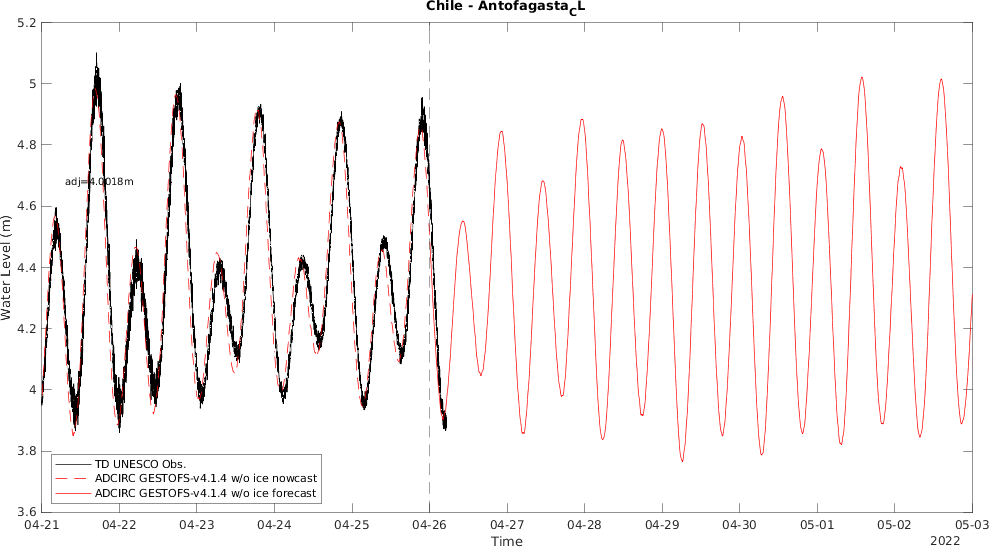 Chile - Antofagasta_CL
5.2
5
4.8
4.6
4.4
4.2
4
3.8
3.6
Water Level (m)
adj=4.0018m
TD UNESCO Obs.
ADCIRC GESTOFS-v4.1.4 w/o ice nowcast
ADCIRC GESTOFS-v4.1.4 w/o ice forecast
04-21 04-22 04-23 04-24 04-25 04-26 04-27 04-28 04-29 04-30 05-01 05-02 05-03
Time
2022